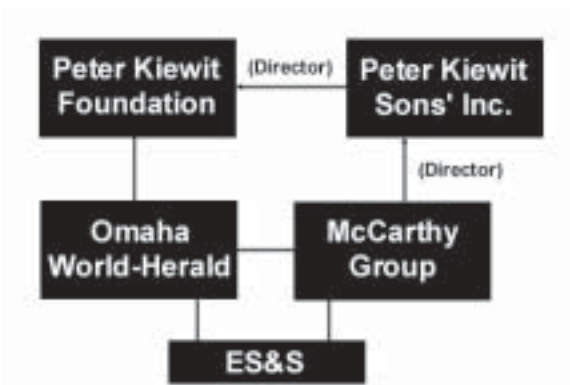 Peter Kiewit
Foundation
(Director)
Peter Kiewit
Sons' Inc.
(Director)
Omaha
World-Herald
McCarthy
Group
ES&S